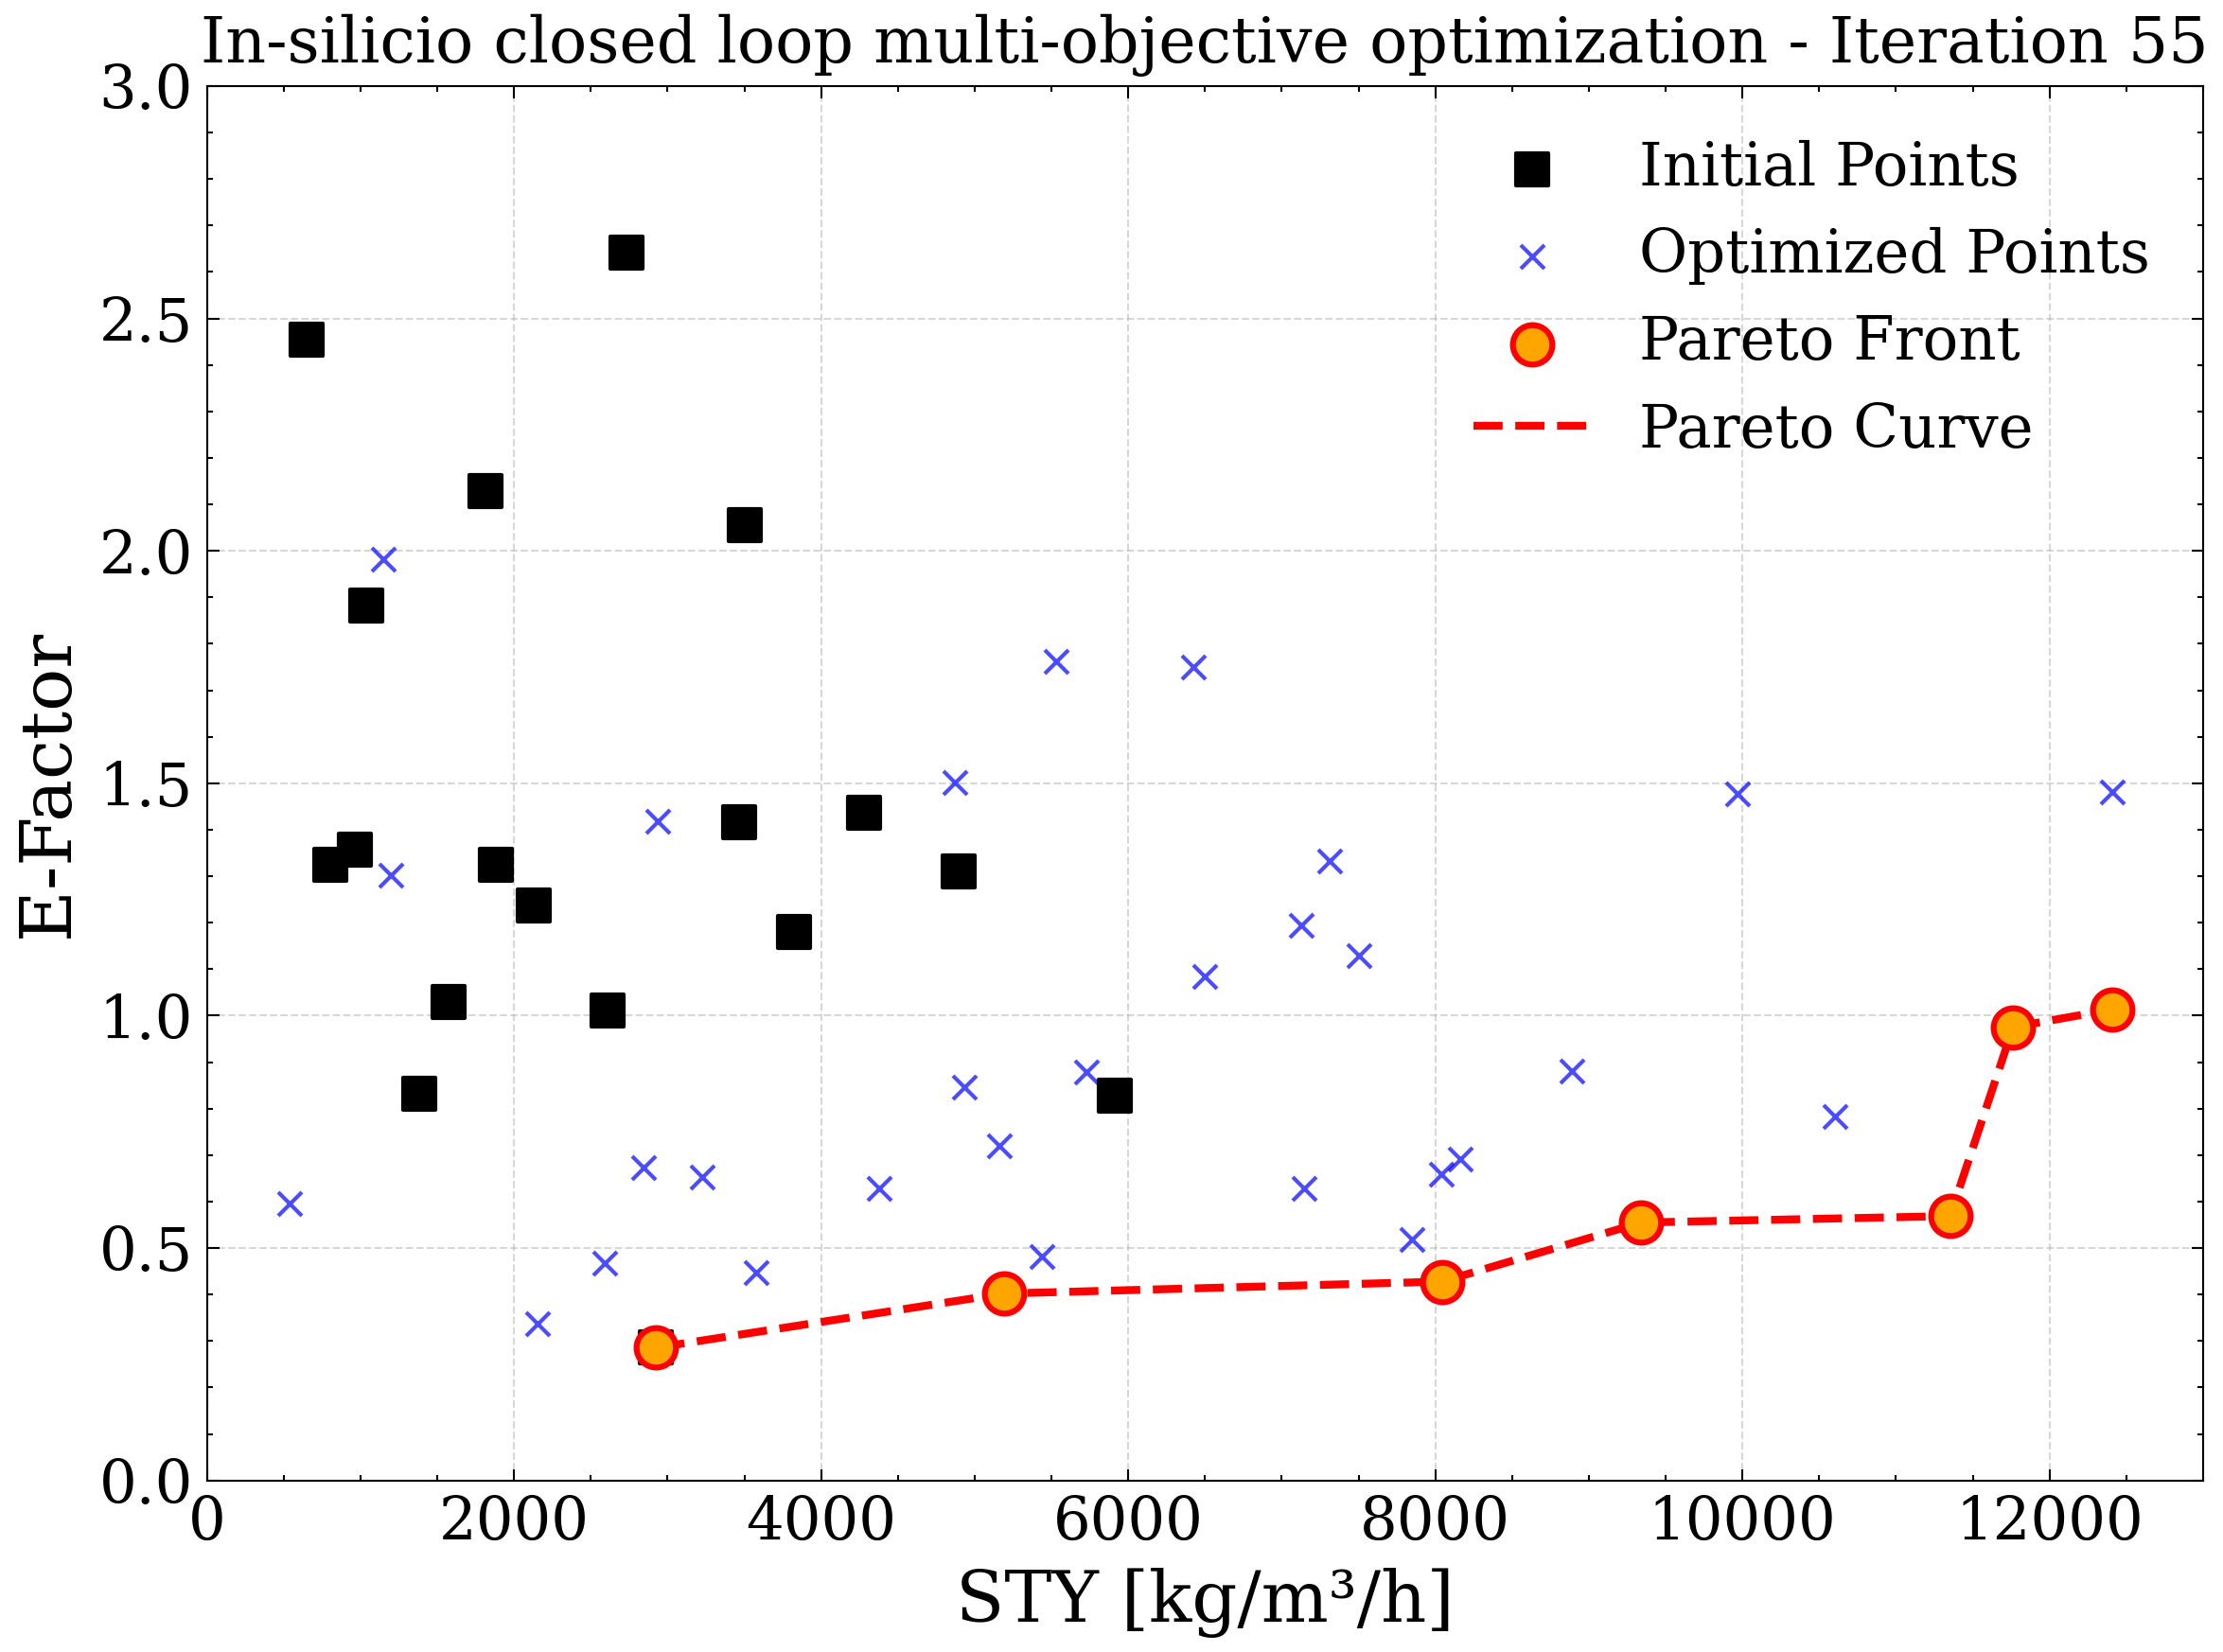 In-silicio closed loop multi-objective optimization - Iteration 55
3.0
2.5
2.0
1.5
1.0
0.5
0.0
E-Factor
Initial Points
Optimized Points
Pareto Front
Pareto Curve
0 2000 4000 6000 8000 10000 12000
STY [kg/m³/h]